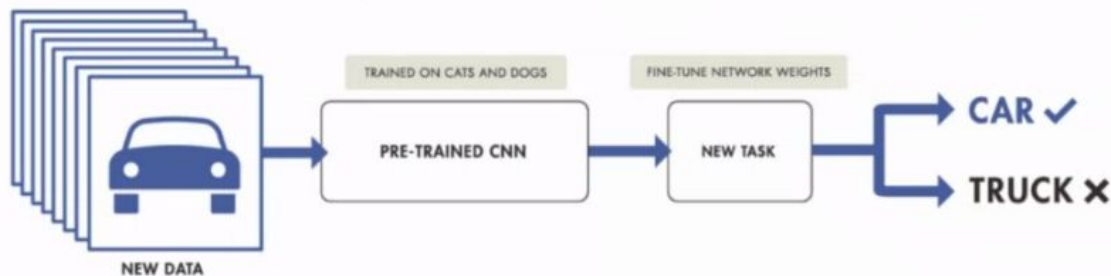 TRAINED ON CATS AND DOGS
FINE-TUNE NETWORK WEIGHTS
PRE-TRAINED CNN
NEW TASK
CAR ✓
TRUCK ✕
NEW DATA